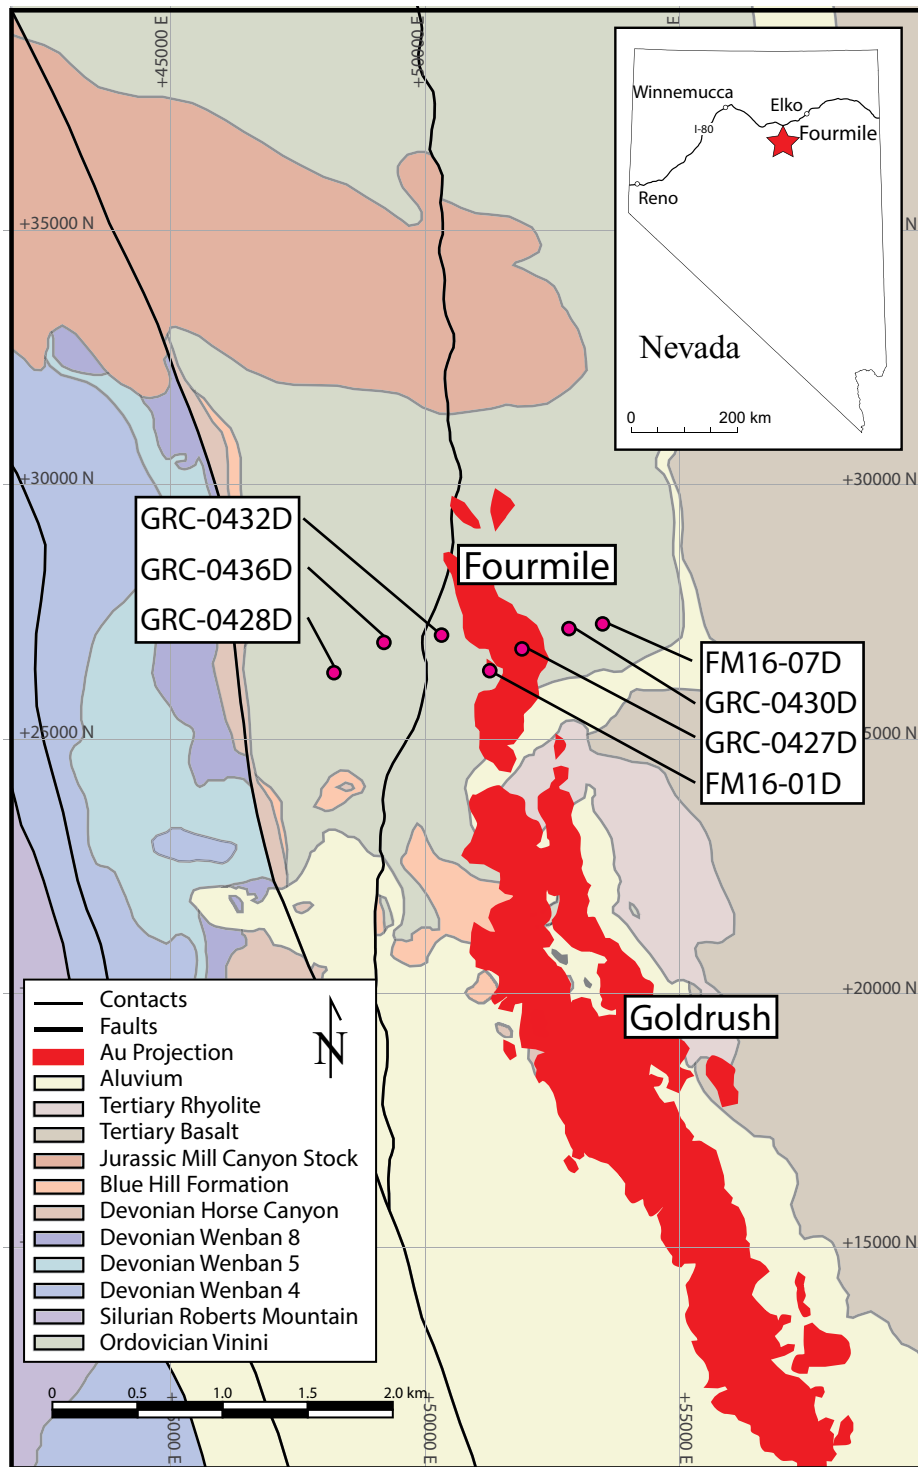 +45000 E
+50000 E
E
Winnemucca
Elko
I-80
Fourmile
Reno
Nevada
0 200 km
+35000 N
N
+30000 N
+30000 N
GRC-0432D
GRC-0436D
GRC-0428D
Fourmile
FM16-07D
GRC-0430D
GRC-0427D
FM16-01D
+25000 N
5000 N
+20000 N
Goldrush
Contacts
Faults
Au Projection
Aluvium
Tertiary Rhyolite
Tertiary Basalt
Jurassic Mill Canyon Stock
Blue Hill Formation
Devonian Horse Canyon
Devonian Wenban 8
Devonian Wenban 5
Devonian Wenban 4
Silurian Roberts Mountain
Ordovician Vinini
N
+15000 N
0 0.5 1.0 1.5 2.0 km
5000 E
+50000 E
+55000 E